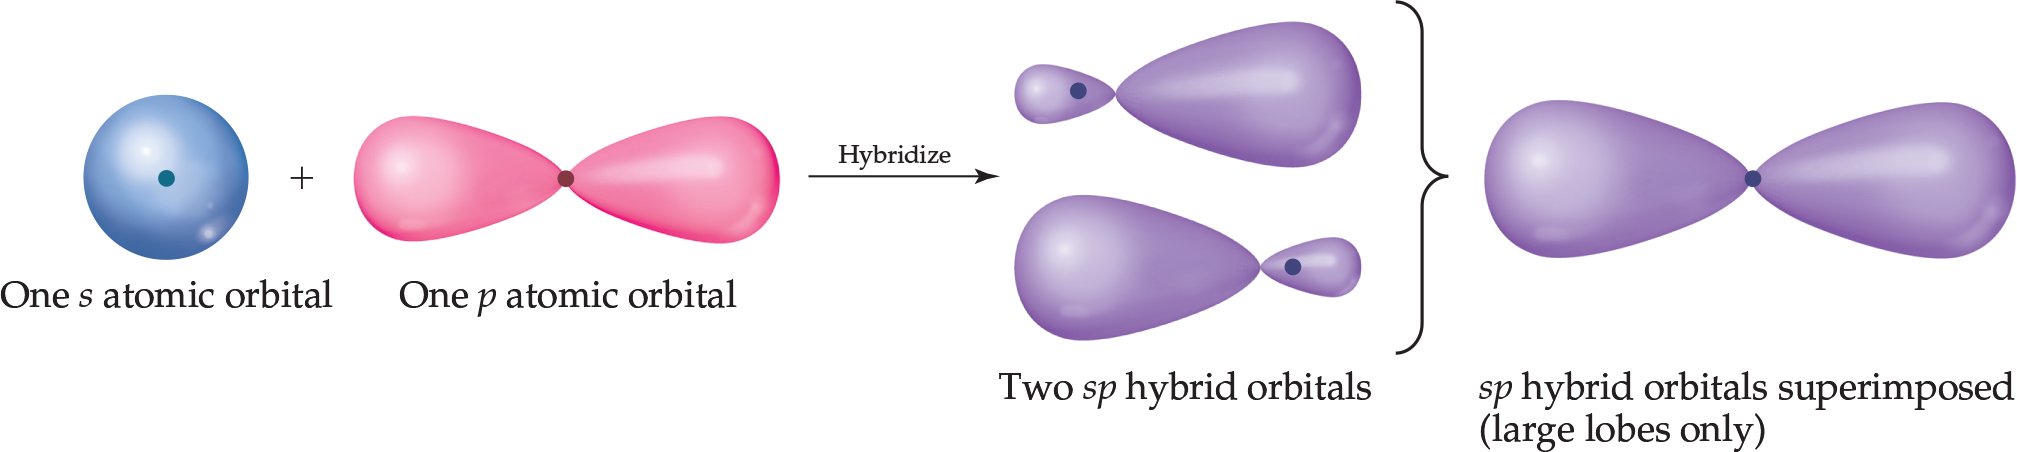 One s atomic orbital
+
One p atomic orbital
Hybridize
Two sp hybrid orbitals
sp hybrid orbitals superimposed
(large lobes only)